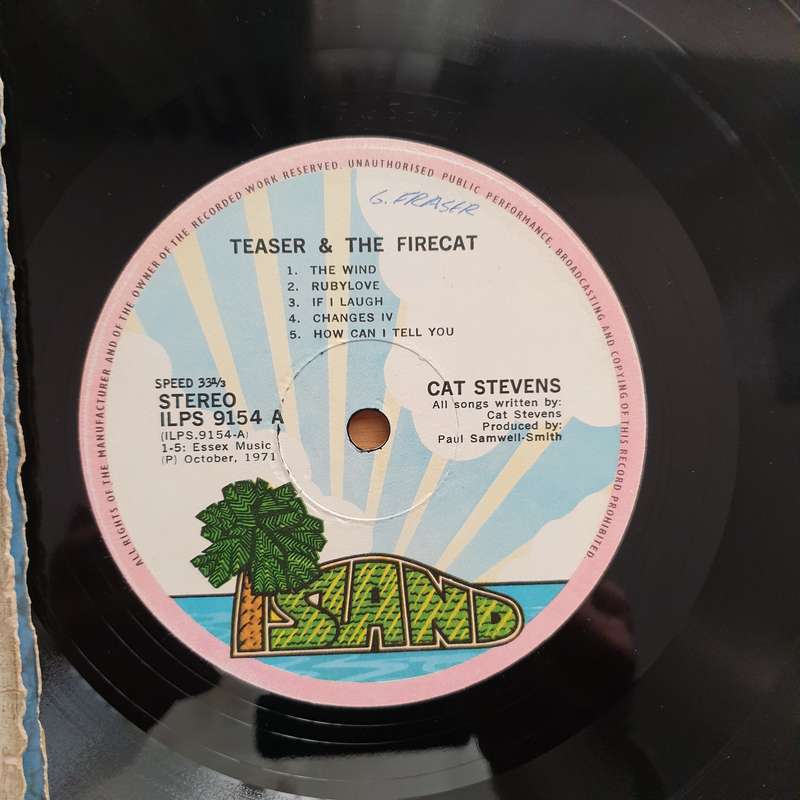 ALL RIGHTS OF THE MANUFACTURER AND OF THE OWNER OF THE RECORDED WORK RESERVED. UNAUTHORISED PUBLIC PERFORMANCE, BROADCASTING AND COPYING OF THIS RECORD PROHIBITED.
G. FRASER
TEASER & THE FIRECAT
1. THE WIND
2. RUBYLOVE
3. IF I LAUGH
4. CHANGES IV
5. HOW CAN I TELL YOU
SPEED 33⅓
STEREO
ILPS 9154 A
(ILPS.9154-A)
1-5: Essex Music
(P) October, 1971
CAT STEVENS
All songs written by:
Cat Stevens
Produced by:
Paul Samwell-Smith
ISLAND